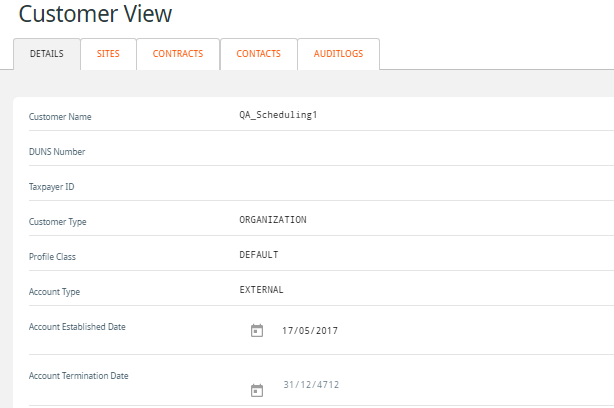 Customer View
DETAILS SITES CONTRACTS CONTACTS AUDITLOGS
Customer Name QA_Scheduling1
DUNS Number
Taxpayer ID
Customer Type ORGANIZATION
Profile Class DEFAULT
Account Type EXTERNAL
Account Established Date 17/05/2017
Account Termination Date 31/12/4712